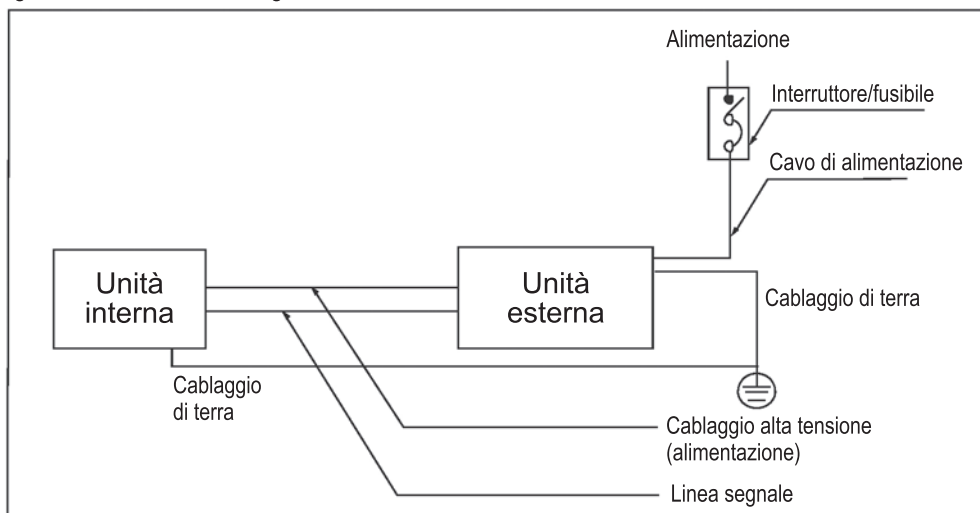 Alimentazione
Interruttore/fusibile
Cavo di alimentazione
Unità
interna
Unità
esterna
Cablaggio di terra
Cablaggio
di terra
Cablaggio alta tensione
(alimentazione)
Linea segnale